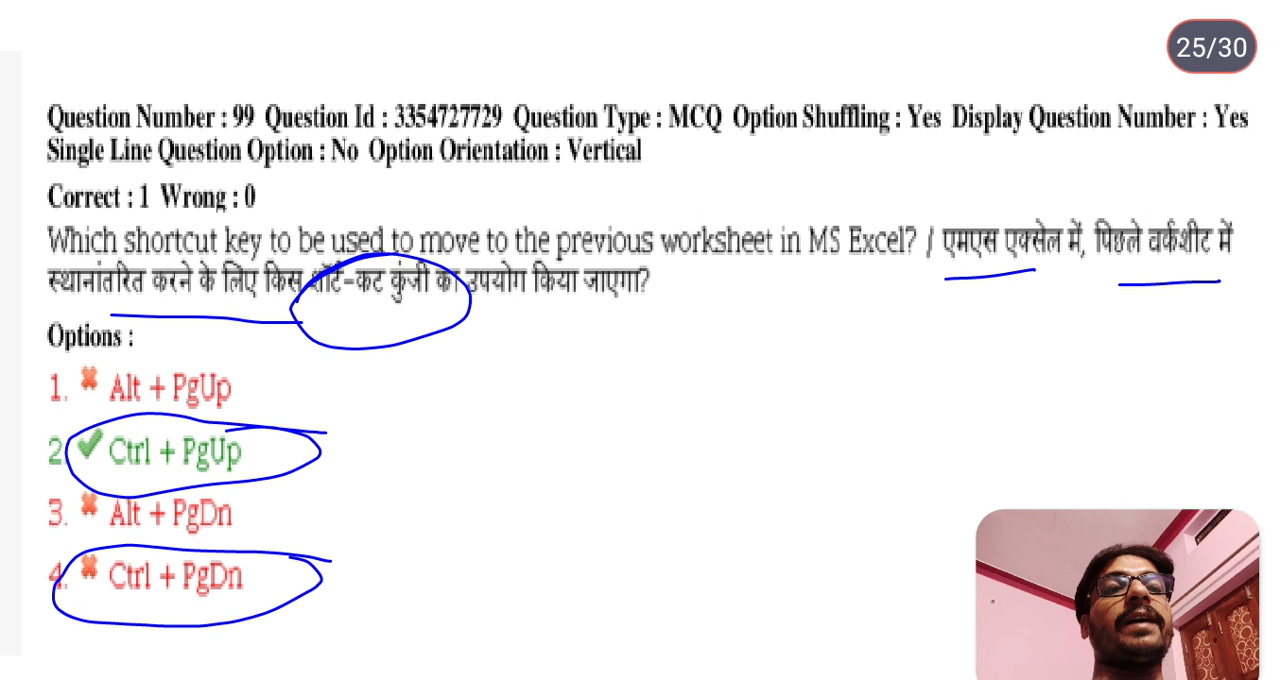 25/30
Question Number : 99 Question Id : 3354727729 Question Type : MCQ Option Shuffling : Yes Display Question Number : Yes
Single Line Question Option : No Option Orientation : Vertical
Correct : 1 Wrong : 0
Which shortcut key to be used to move to the previous worksheet in MS Excel? / एमएस एक्सेल में, पिछले वर्कशीट में
स्थानांतरित करने के लिए किस शॉर्ट-कट कुंजी का उपयोग किया जाएगा?
Options :
1. Alt + PgUp
2. Ctrl + PgUp
3. Alt + PgDn
4. Ctrl + PgDn